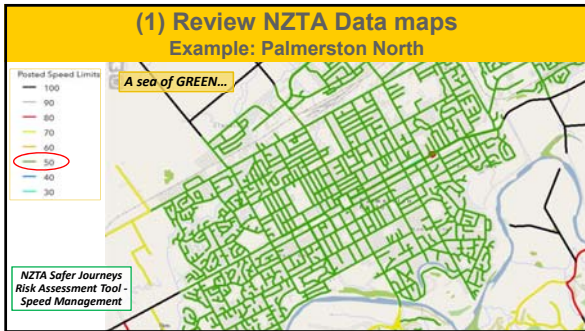 (1) Review NZTA Data maps
Example: Palmerston North
Posted Speed Limits
100
90
80
70
60
50
40
30
A sea of GREEN...
NZTA Safer Journeys
Risk Assessment Tool -
Speed Management